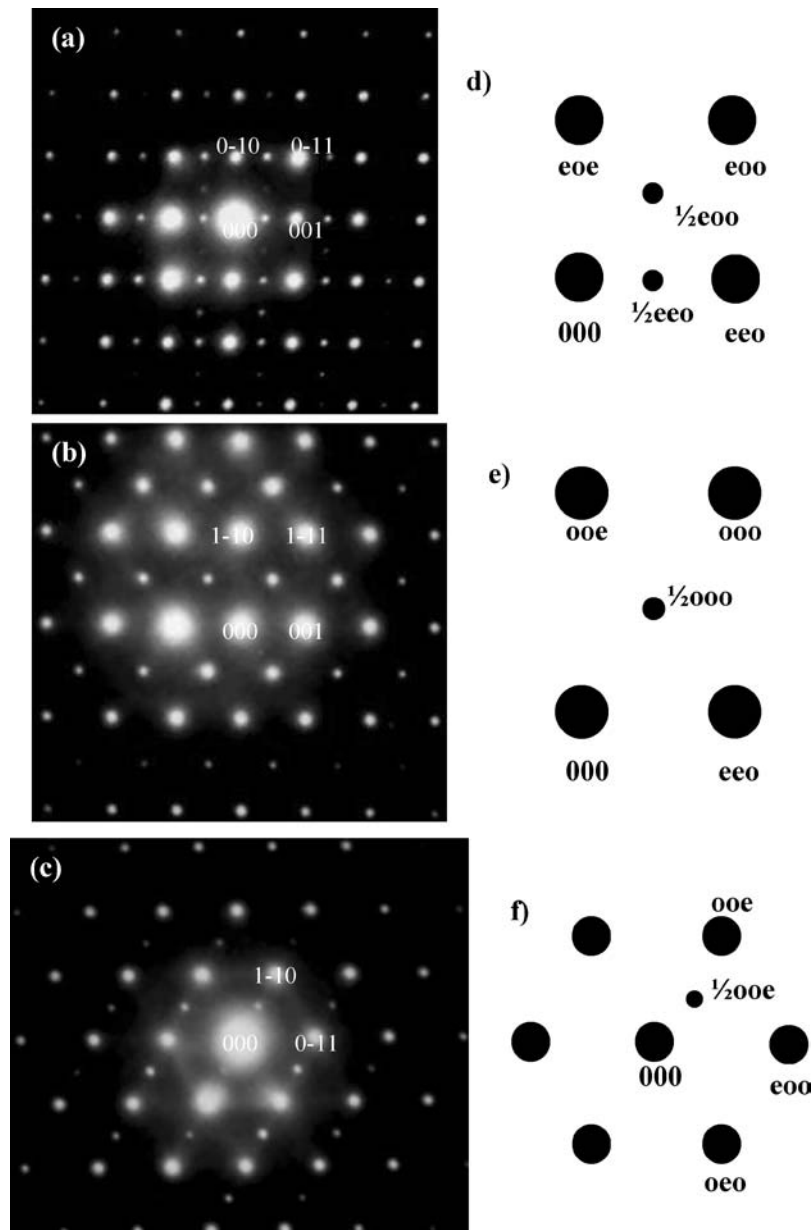 (a)
0-10 0-11
000 001
d)
eoe eoo
½eoo
½eeo
000 eeo
(b)
1-10 1-11
000 001
e)
ooe ooo
½ooo
000 eeo
(c)
1-10
000 0-11
f)
ooe
½ooe
000
eoo
oeo